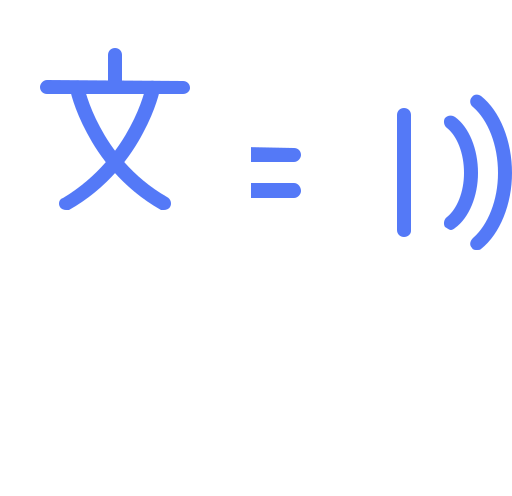 文 = I))